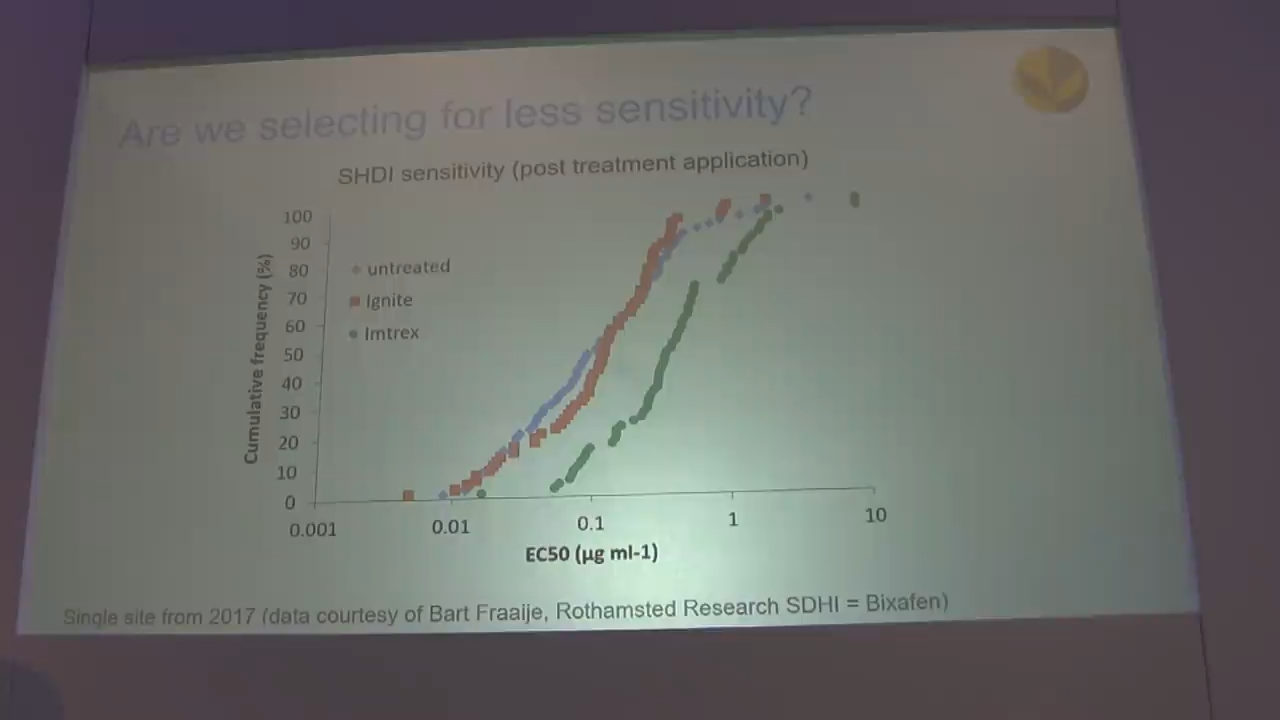 Are we selecting for less sensitivity?
SHDI sensitivity (post treatment application)
100
90
80
70
60
50
40
30
20
10
0
Cumulative frequency (%)
untreated
Ignite
Imtrex
0.001
0.01
0.1
1
10
EC50 (µg ml-1)
Single site from 2017 (data courtesy of Bart Fraaije, Rothamsted Research SDHI = Bixafen)